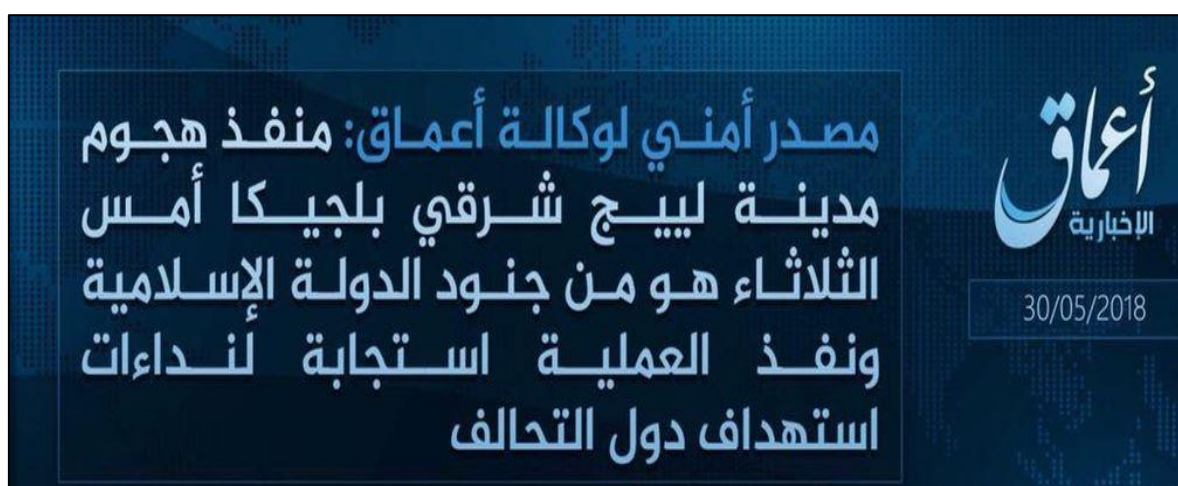 مصدر أمني لوكالة أعماق: منفذ هجوم
مدينة لييج شرقي بلجيكا أمس
الثلاثاء هو من جنود الدولة الإسلامية
ونفذ العملية استجابة لنداءات
استهداف دول التحالف
أعماق
الإخبارية
30/05/2018